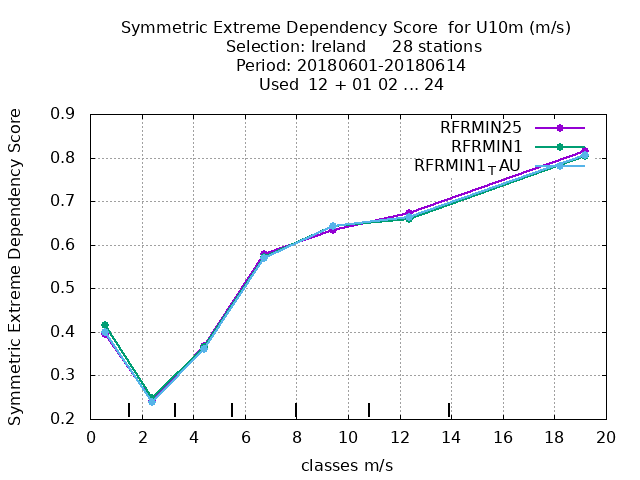 Symmetric Extreme Dependency Score for U10m (m/s)
Selection: Ireland 28 stations
Period: 20180601-20180614
Used 12 + 01 02 ... 24
Symmetric Extreme Dependency Score
0.9
0.8
0.7
0.6
0.5
0.4
0.3
0.2
RFRMIN25
RFRMIN1
RFRMIN1TAU
0 2 4 6 8 10 12 14 16 18 20
classes m/s